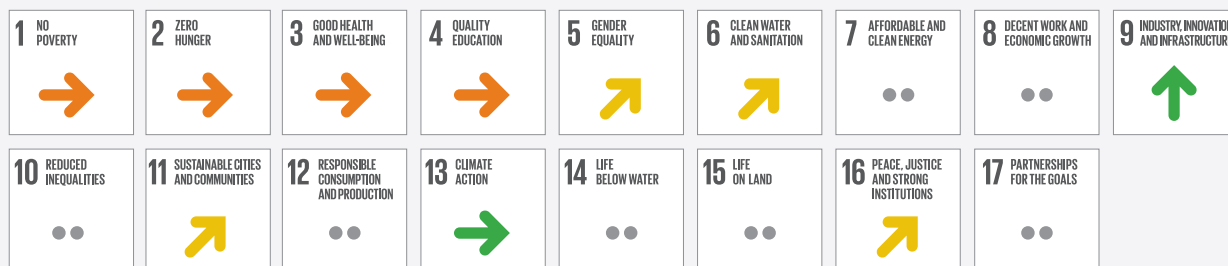 1 NO
POVERTY
2 ZERO
HUNGER
3 GOOD HEALTH
AND WELL-BEING
4 QUALITY
EDUCATION
5 GENDER
EQUALITY
6 CLEAN WATER
AND SANITATION
7 AFFORDABLE AND
CLEAN ENERGY
8 DECENT WORK AND
ECONOMIC GROWTH
9 INDUSTRY, INNOVATION
AND INFRASTRUCTUR
10 REDUCED
INEQUALITIES
11 SUSTAINABLE CITIES
AND COMMUNITIES
12 RESPONSIBLE
CONSUMPTION
AND PRODUCTION
13 CLIMATE
ACTION
14 LIFE
BELOW WATER
15 LIFE
ON LAND
16 PEACE, JUSTICE
AND STRONG
INSTITUTIONS
17 PARTNERSHIPS
FOR THE GOALS